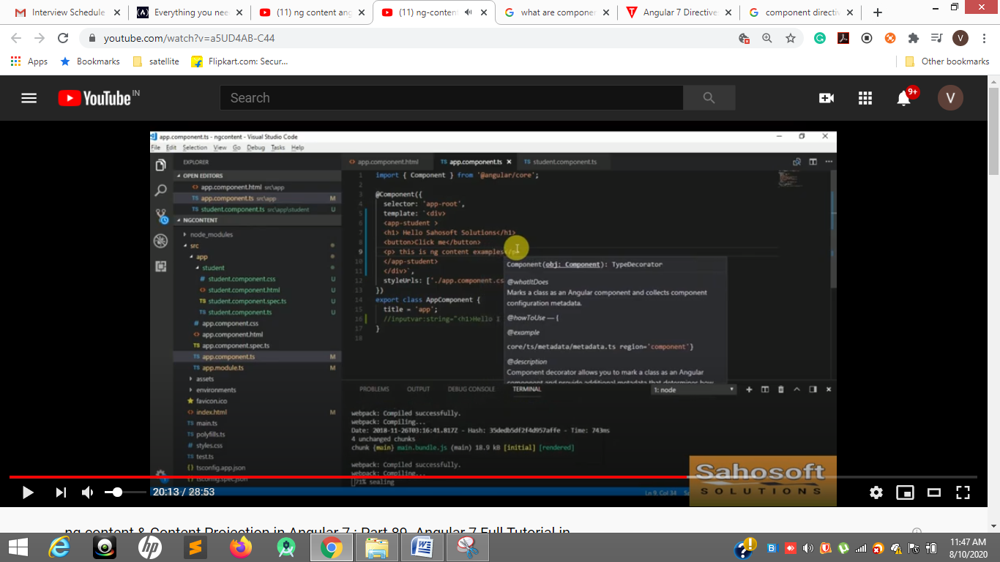 Interview Schedule
Everything you nee
(11) ng content ang
(11) ng-conten
what are componen
Angular 7 Directives
component directiv
youtube.com/watch?v=a5UD4AB-C44
V
Apps
Bookmarks
satellite
Flipkart.com: Secur...
Other bookmarks
YouTube IN
Search
9+
V
app.component.ts - ngcontent - Visual Studio Code
File Edit Selection View Go Debug Tasks Help
EXPLORER
OPEN EDITORS
app.component.html src\app
TS app.component.ts src\app M
TS student.component.ts src\app\student U
NGCONTENT
node_modules
src
app
student
# student.component.css U
<> student.component.html U
TS student.component.spec.ts U
TS student.component.ts U
# app.component.css
<> app.component.html
TS app.component.spec.ts
TS app.component.ts M
TS app.module.ts M
assets
environments
favicon.ico
<> index.html M
TS main.ts
TS polyfills.ts
# styles.css
TS test.ts
{} tsconfig.app.json
{} tsconfig.spec.json
<> app.component.html
TS app.component.ts
TS student.component.ts
1 import { Component } from '@angular/core';
2
3 @Component({
4 selector: 'app-root',
5 template: `<div>
6 <app-student >
7 <h1> Hello Sahosoft Solutions</h1>
8 <button>Click me</button>
9 <p> this is ng content examples</p>
10 </app-student>
11 </div>`,
12 styleUrls: ['./app.component.cs
13 })
14 export class AppComponent {
15 title = 'app';
16 //inputvar:string="<h1>Hello I
17 }
18
Component(obj: Component): TypeDecorator
@whatItDoes
Marks a class as an Angular component and collects component
configuration metadata.
@howToUse — {
@example
core/ts/metadata/metadata.ts region='component'}
@description
Component decorator allows you to mark a class as an Angular
component and provide additional metadata that determines how
PROBLEMS
OUTPUT
DEBUG CONSOLE
TERMINAL
1: node
webpack: Compiled successfully.
webpack: Compiling...
Date: 2018-11-26T03:16:41.817Z - Hash: 35dedb5df2f4d957affe - Time: 743ms
4 unchanged chunks
chunk {main} main.bundle.js (main) 18.9 kB [initial] [rendered]
webpack: Compiled successfully.
webpack: Compiling...
71% sealing
Ln 9, Col 34
Sahosoft
SOLUTIONS
20:13 / 28:53
ng content & Content Projection in Angular 7 : Part 89, Angular 7 Full Tutorial in
11:47 AM
8/10/2020